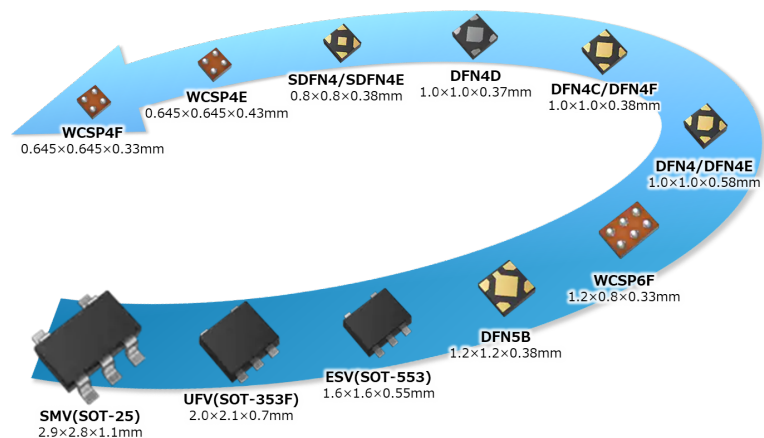 SMV(SOT-25)
2.9×2.8×1.1mm
UFV(SOT-353F)
2.0×2.1×0.7mm
ESV(SOT-553)
1.6×1.6×0.55mm
DFN5B
1.2×1.2×0.38mm
WCSP6F
1.2×0.8×0.33mm
DFN4/DFN4E
1.0×1.0×0.58mm
DFN4C/DFN4F
1.0×1.0×0.38mm
DFN4D
1.0×1.0×0.37mm
SDFN4/SDFN4E
0.8×0.8×0.38mm
WCSP4E
0.645×0.645×0.43mm
WCSP4F
0.645×0.645×0.33mm